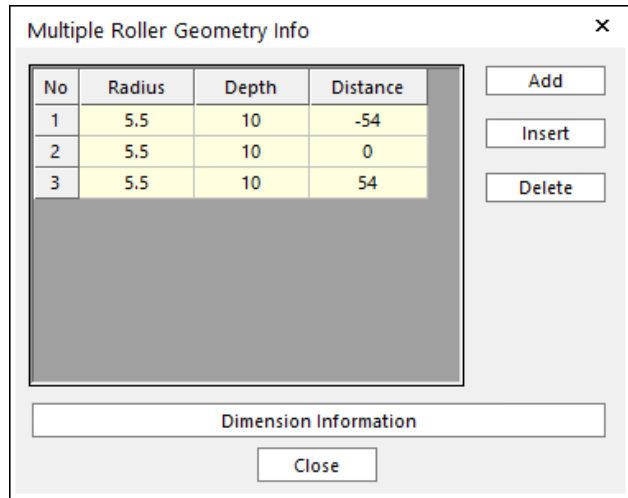 Multiple Roller Geometry Info ×
No Radius Depth Distance Add
1 5.5 10 -54
Insert
2 5.5 10 0
3 5.5 10 54 Delete
Dimension Information
Close